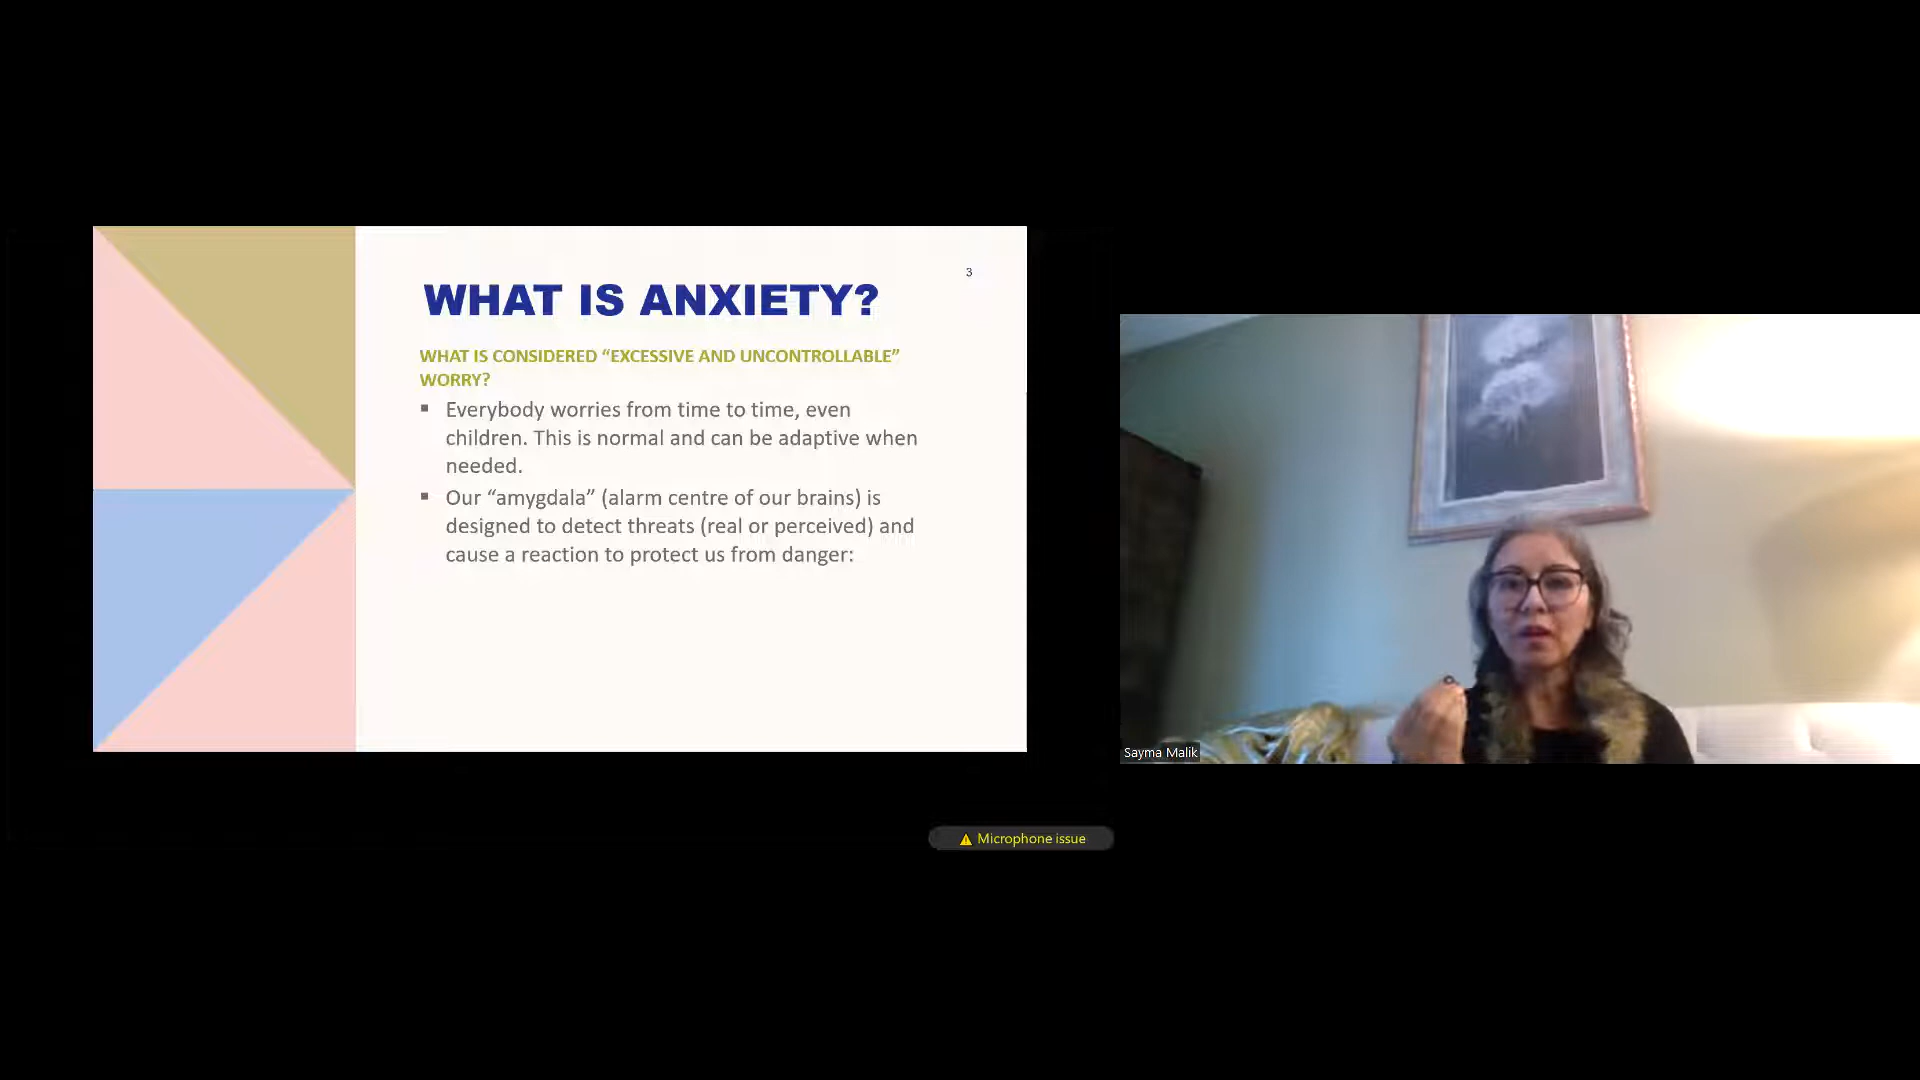 3
WHAT IS ANXIETY?
WHAT IS CONSIDERED “EXCESSIVE AND UNCONTROLLABLE”
WORRY?
▪ Everybody worries from time to time, even
children. This is normal and can be adaptive when
needed.
▪ Our “amygdala” (alarm centre of our brains) is
designed to detect threats (real or perceived) and
cause a reaction to protect us from danger:
Sayma Malik
Microphone issue